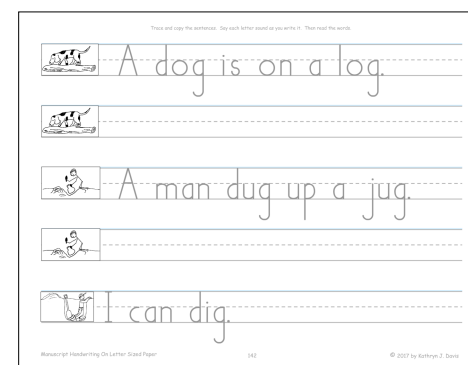 Trace and copy the sentences. Say each letter sound as you write it. Then read the words.
A dog is on a log.
A man dug up a jug.
I can dig.
Manuscript Handwriting On Letter Sized Paper 142 © 2017 by Kathryn J. Davis